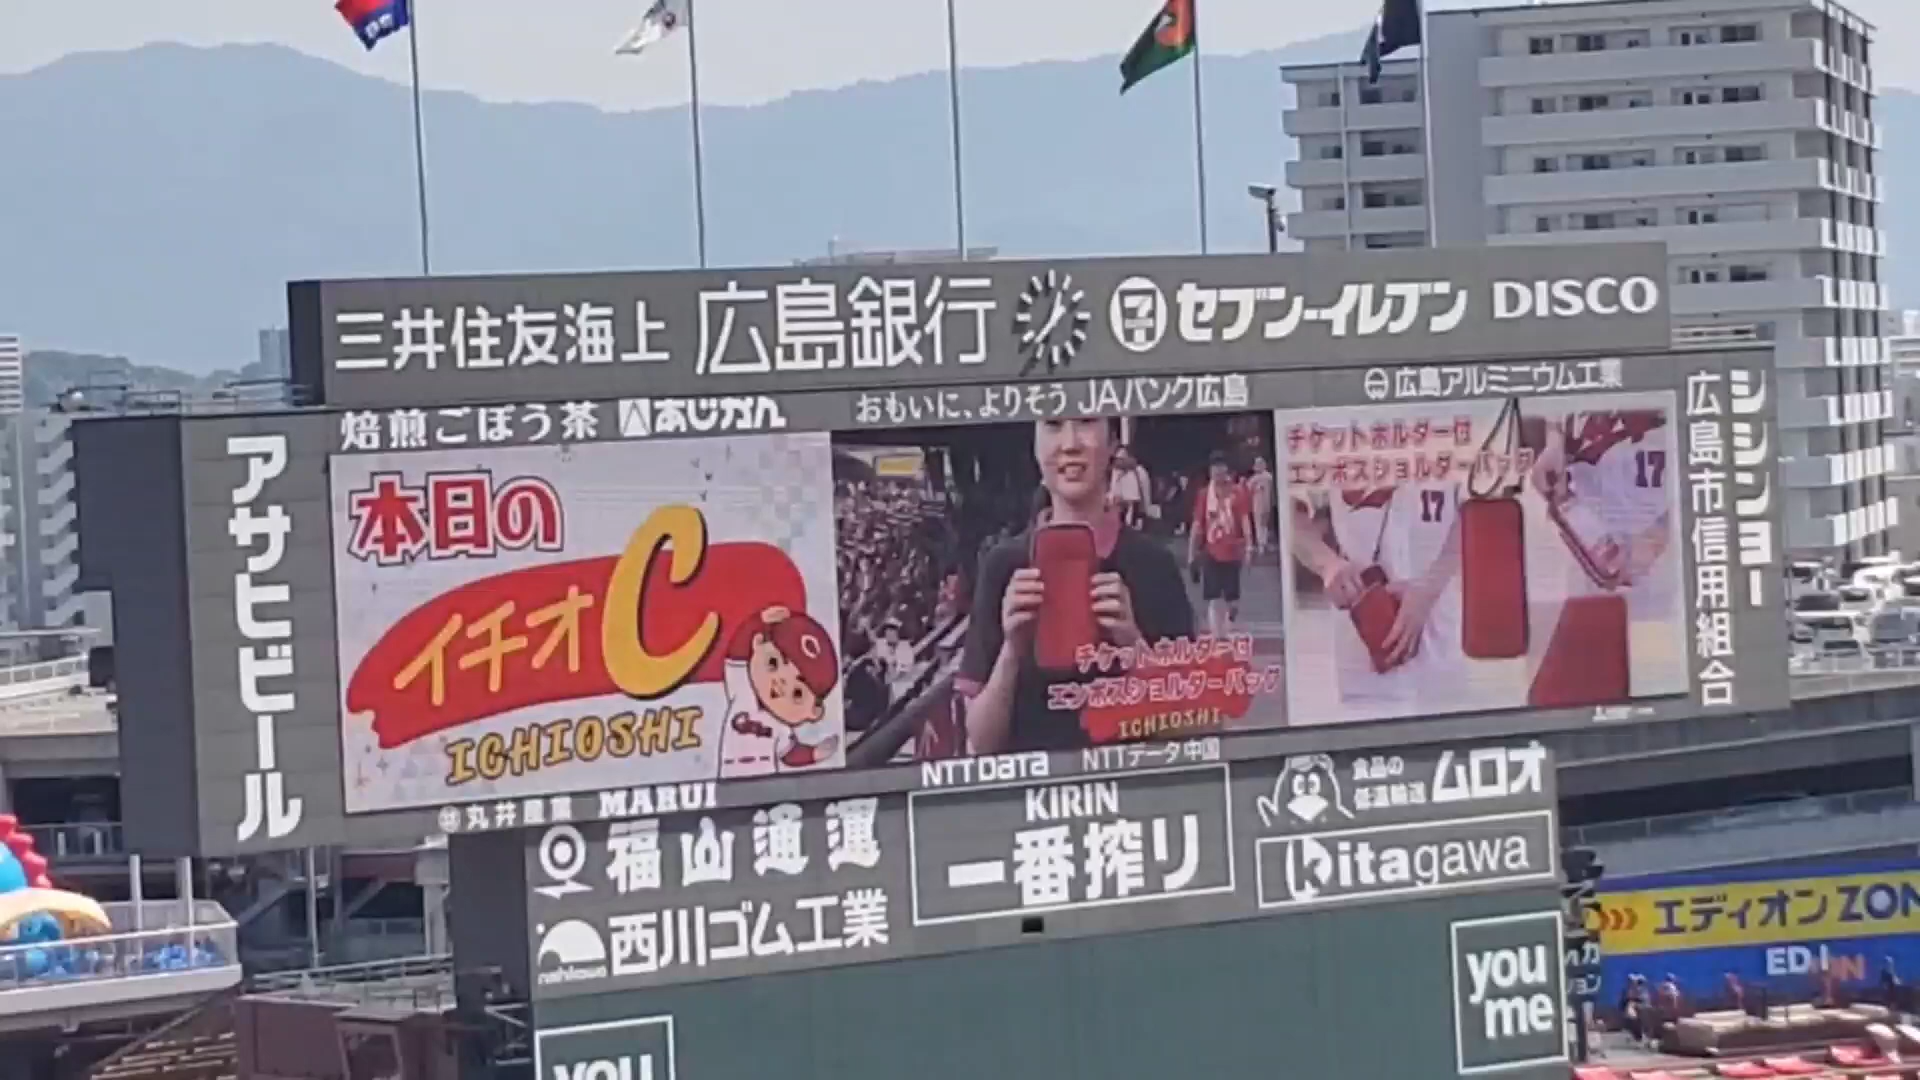 三井住友海上 広島銀行 セブン-イレブン DISCO
焙煎ごぼう茶 あじかん おもいに、よりそう JAバンク広島 広島アルミニウム工業
アサヒビール
本日の
イチオC
ICHIOSHI
チケットホルダー付
エンボスショルダーバッグ
ICHIOSHI
チケットホルダー付
エンボスショルダーバッグ
17
17
シシンヨー
広島市信用組合
丸井産業 MARUI NTT DATA NTTデータ中国
福山通運
KIRIN
一番搾り
食品の
低温輸送 ムロオ
Kitagawa
nishikawa 西川ゴム工業
エディオン ZON
EDION
you
me
you